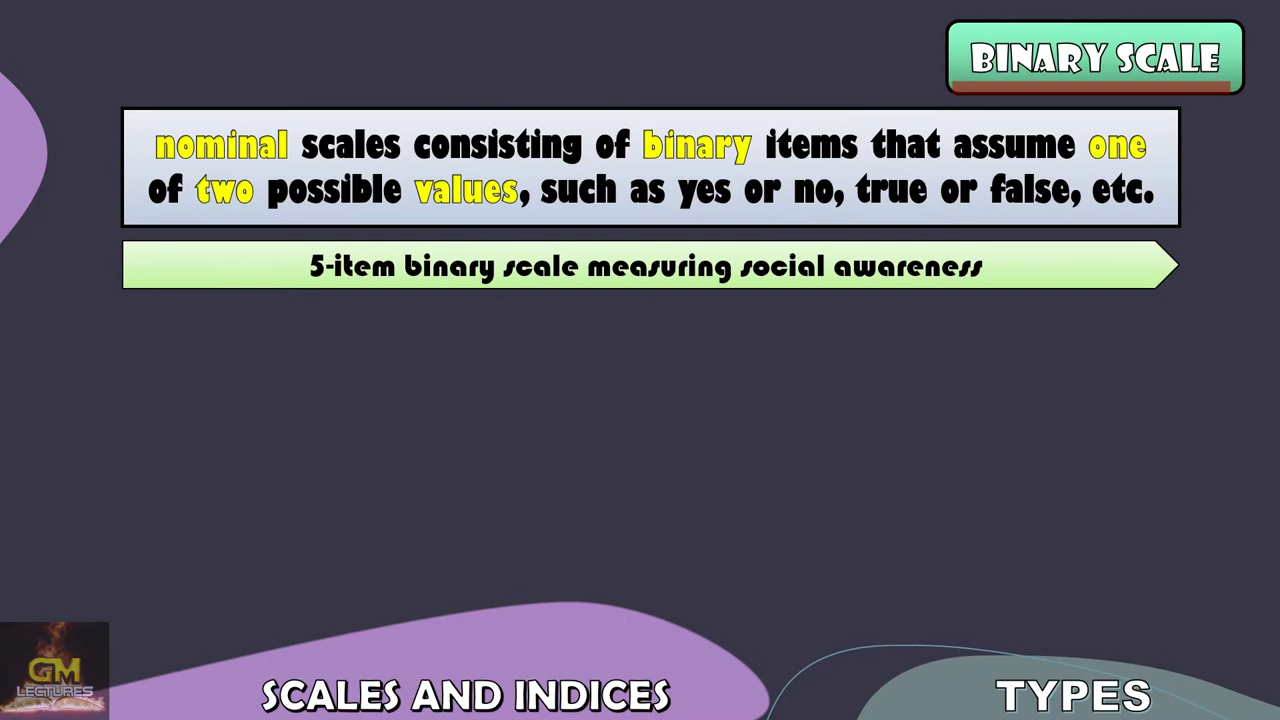 BINARY SCALE
nominal scales consisting of binary items that assume one
of two possible values, such as yes or no, true or false, etc.
5-item binary scale measuring social awareness
GM
LECTURES
SCALES AND INDICES
TYPES